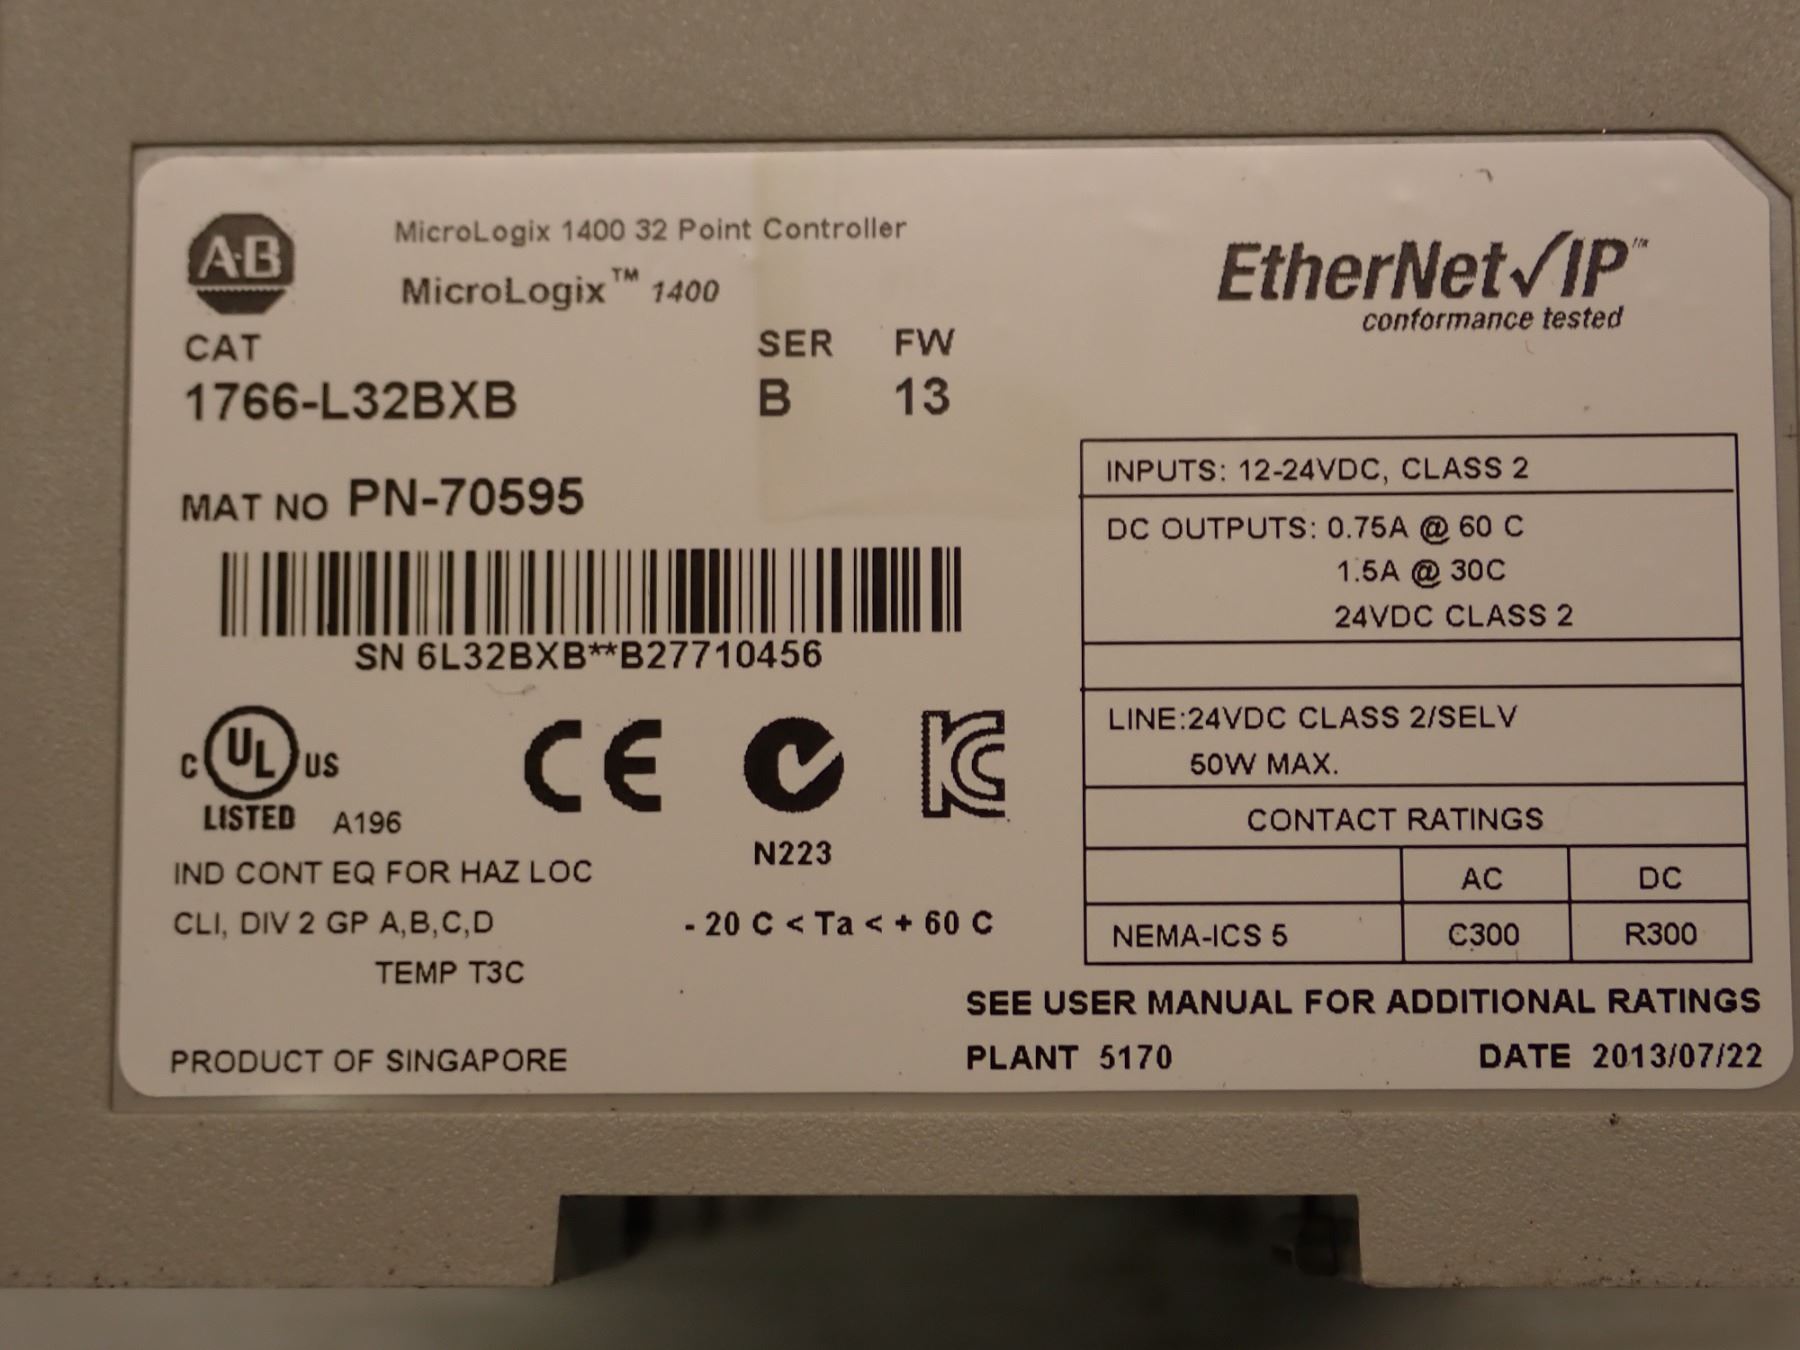 A-B
MicroLogix 1400 32 Point Controller
MicroLogix™ 1400
EtherNet/IP™
conformance tested
CAT SER FW
1766-L32BXB B 13
MAT NO PN-70595
SN 6L32BXB**B27710456
C UL US
LISTED A196
CE
N223
KC
IND CONT EQ FOR HAZ LOC
CLI, DIV 2 GP A,B,C,D
TEMP T3C
- 20 C < Ta < + 60 C
PRODUCT OF SINGAPORE
INPUTS: 12-24VDC, CLASS 2
DC OUTPUTS: 0.75A @ 60 C
1.5A @ 30C
24VDC CLASS 2
LINE:24VDC CLASS 2/SELV
50W MAX.
CONTACT RATINGS
AC DC
NEMA-ICS 5 C300 R300
SEE USER MANUAL FOR ADDITIONAL RATINGS
PLANT 5170 DATE 2013/07/22